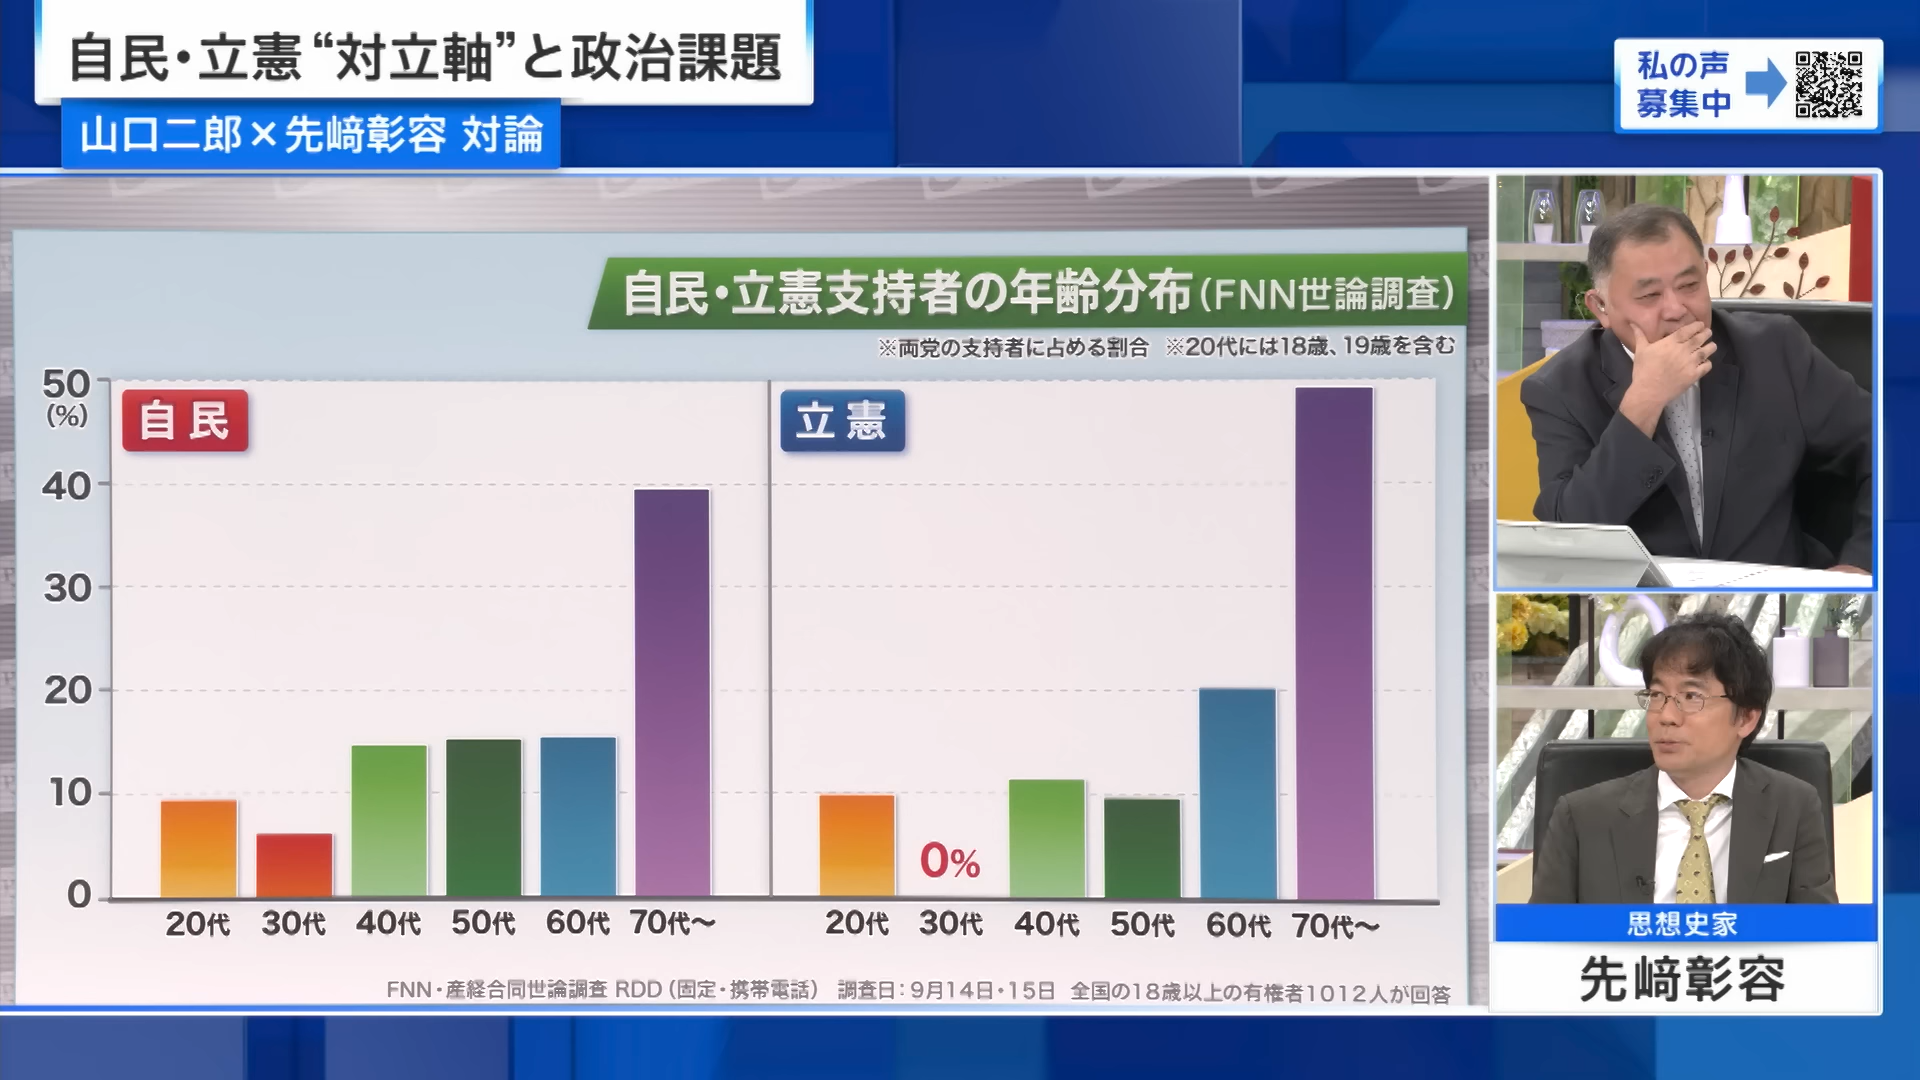 自民・立憲“対立軸”と政治課題
山口二郎×先﨑彰容 対論
私の声
募集中
自民・立憲支持者の年齢分布（FNN世論調査）
※両党の支持者に占める割合 ※20代には18歳、19歳を含む
50
(%)
40
30
20
10
0
自民
20代 30代 40代 50代 60代 70代～
立憲
0%
20代 30代 40代 50代 60代 70代～
FNN・産経合同世論調査 RDD（固定・携帯電話） 調査日：9月14日・15日 全国の18歳以上の有権者1012人が回答
思想史家
先﨑彰容